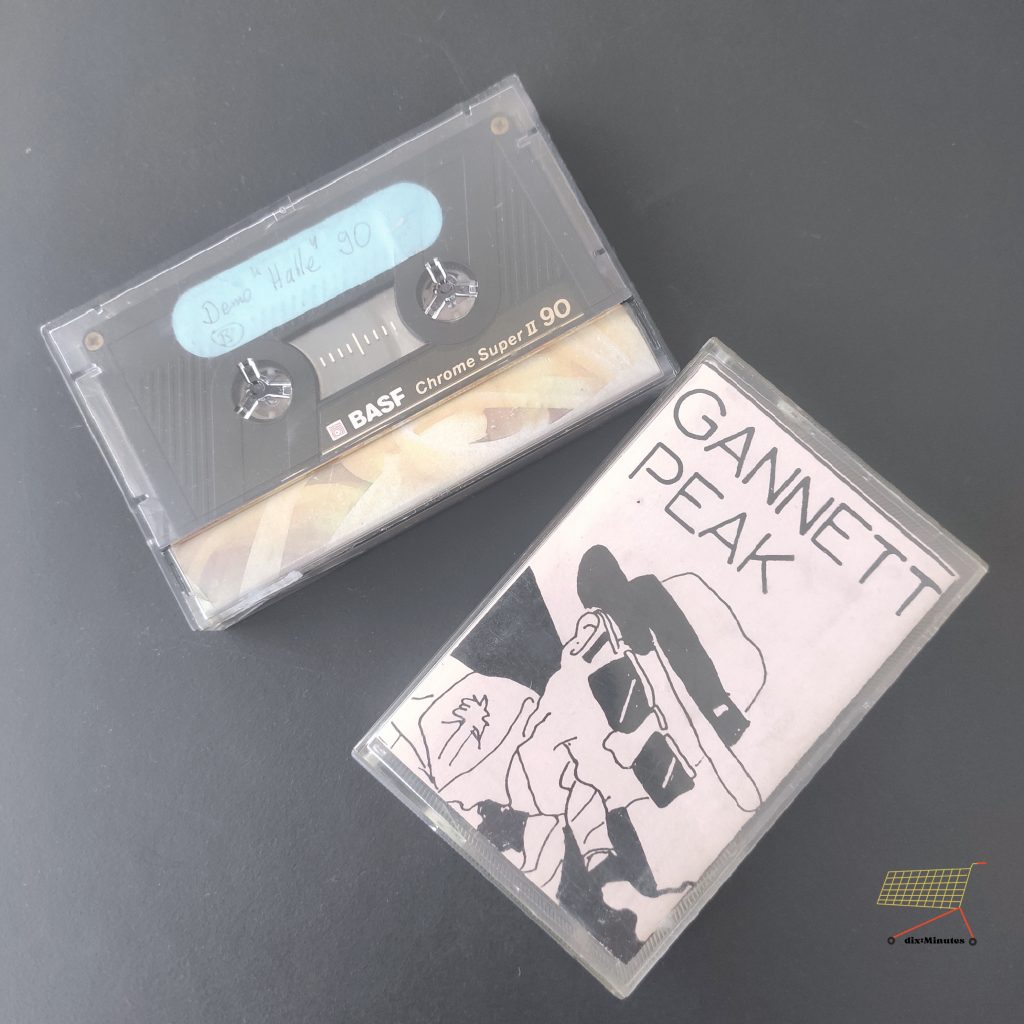 Demo "Halle" 90
B
BASF Chrome Super II 90
GANNETT
PEAK
dix:Minutes